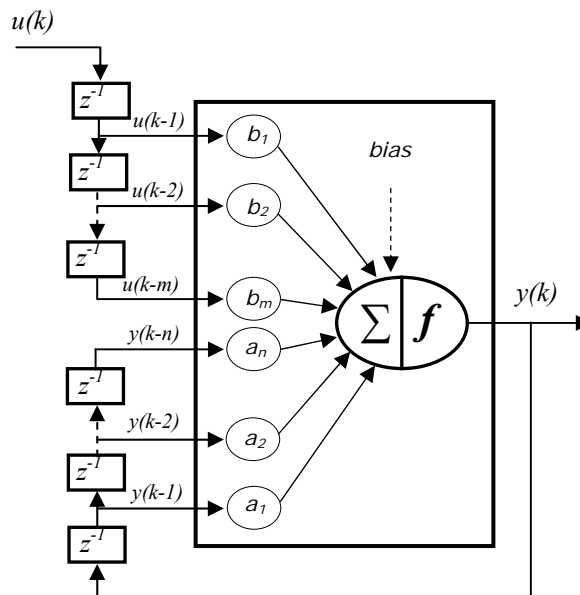 u(k)
z⁻¹
u(k-1)
b₁
bias
z⁻¹
u(k-2)
b₂
z⁻¹
u(k-m)
bₘ
y(k)
∑ f
y(k-n)
aₙ
z⁻¹
y(k-2)
a₂
z⁻¹
y(k-1)
a₁
z⁻¹